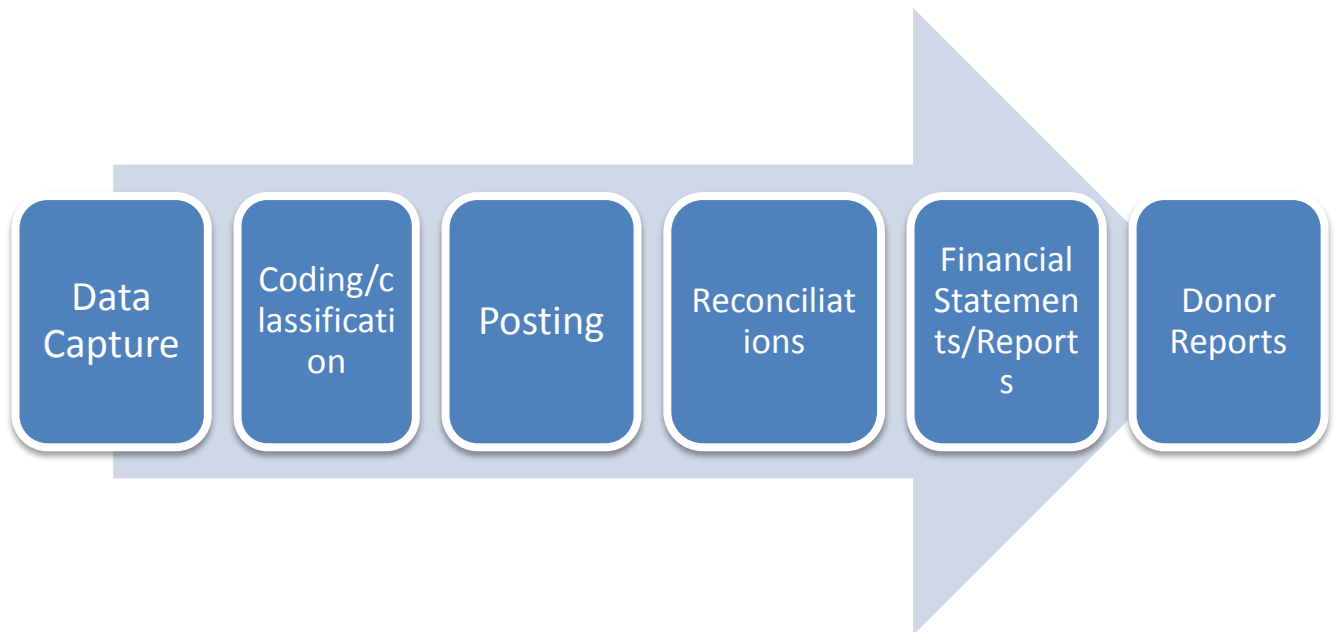 Data
Capture
Coding/c
lassificati
on
Posting
Reconciliat
ions
Financial
Statemen
ts/Report
s
Donor
Reports